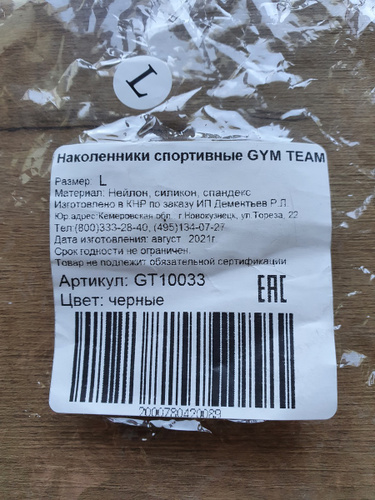 L
Наколенники спортивные GYM TEAM
Размер: L
Материал: Нейлон, силикон, спандекс
Изготовлено в КНР по заказу ИП Дементьев Р.Л
Юр.адрес:Кемеровская обл. г.Новокузнецк, ул.Тореза, 22
Тел.(800)333-28-40, (495)134-07-27
Дата изготовления: август 2021г.
Срок годности не ограничен.
Товар не подлежит обязательной сертификации
Артикул: GT10033
EAC
Цвет: черные
2000780420089